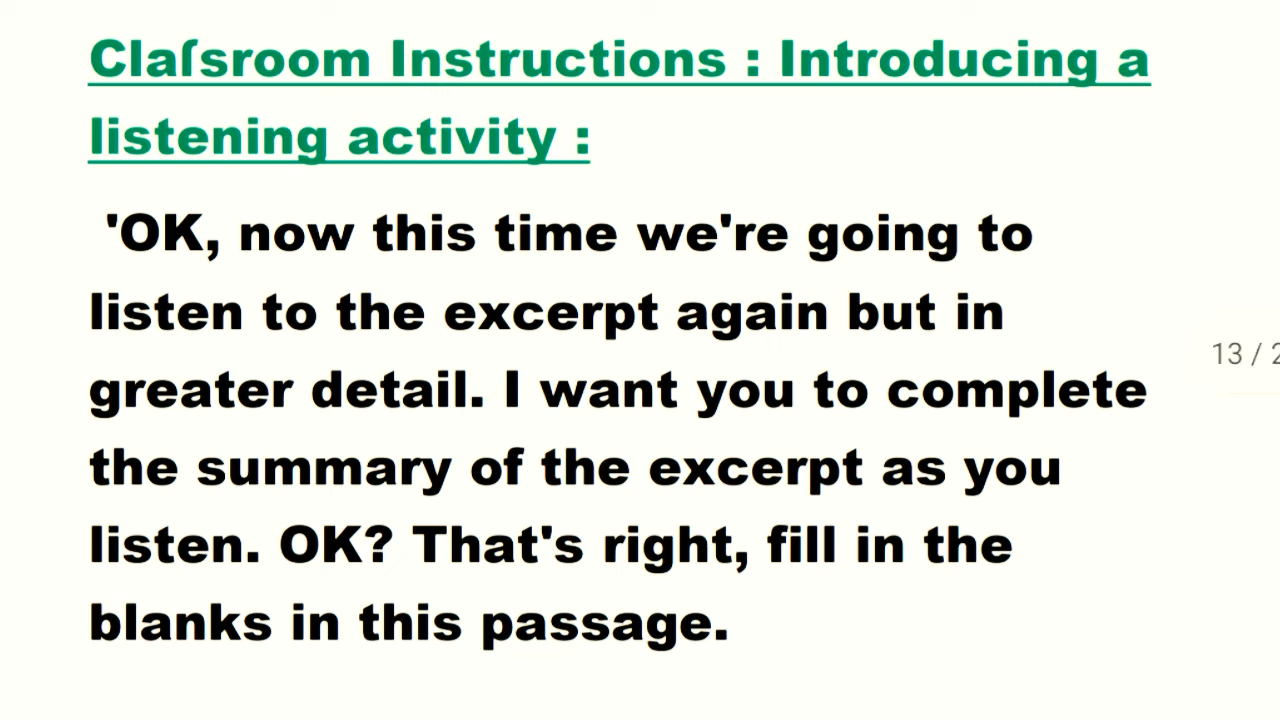 Claſsroom Instructions : Introducing a
listening activity :
'OK, now this time we're going to
listen to the excerpt again but in
13 / 2
greater detail. I want you to complete
the summary of the excerpt as you
listen. OK? That's right, fill in the
blanks in this passage.